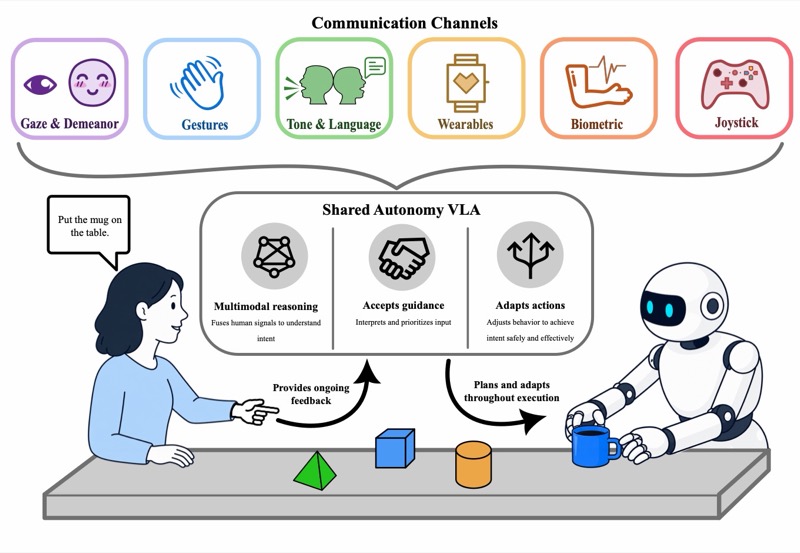 Communication Channels
Gaze & Demeanor
Gestures
Tone & Language
Wearables
Biometric
Joystick
Put the mug on
the table.
Shared Autonomy VLA
Multimodal reasoning
Fuses human signals to understand
intent
Accepts guidance
Interprets and prioritizes input
Adapts actions
Adjusts behavior to achieve
intent safely and effectively
Provides ongoing
feedback
Plans and adapts
throughout execution